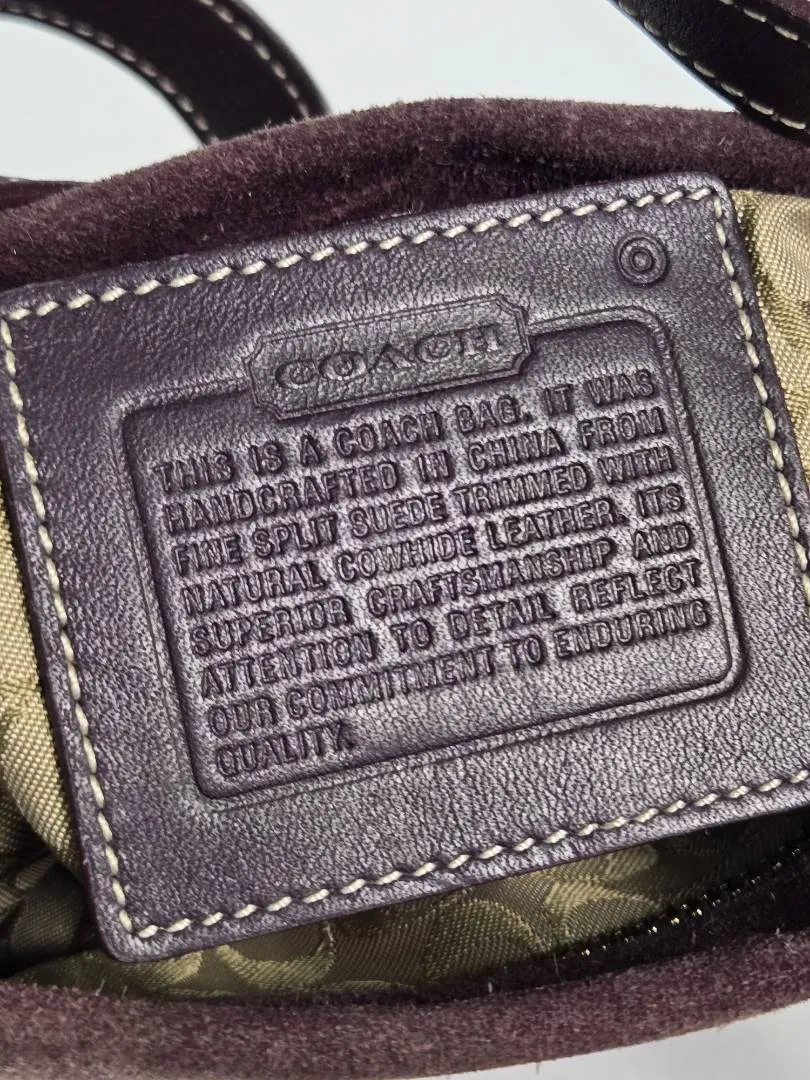 COACH
THIS IS A COACH BAG. IT WAS
HANDCRAFTED IN CHINA FROM
FINE SPLIT SUEDE TRIMMED WITH
NATURAL COWHIDE LEATHER. ITS
SUPERIOR CRAFTSMANSHIP AND
ATTENTION TO DETAIL REFLECT
OUR COMMITMENT TO ENDURING
QUALITY.